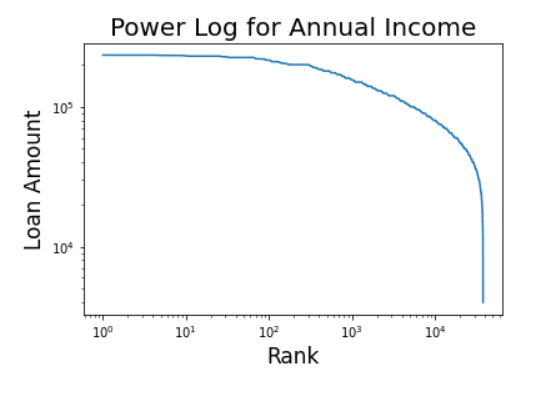 Power Log for Annual Income
Loan Amount
10⁵
10⁴
10⁰ 10¹ 10² 10³ 10⁴
Rank